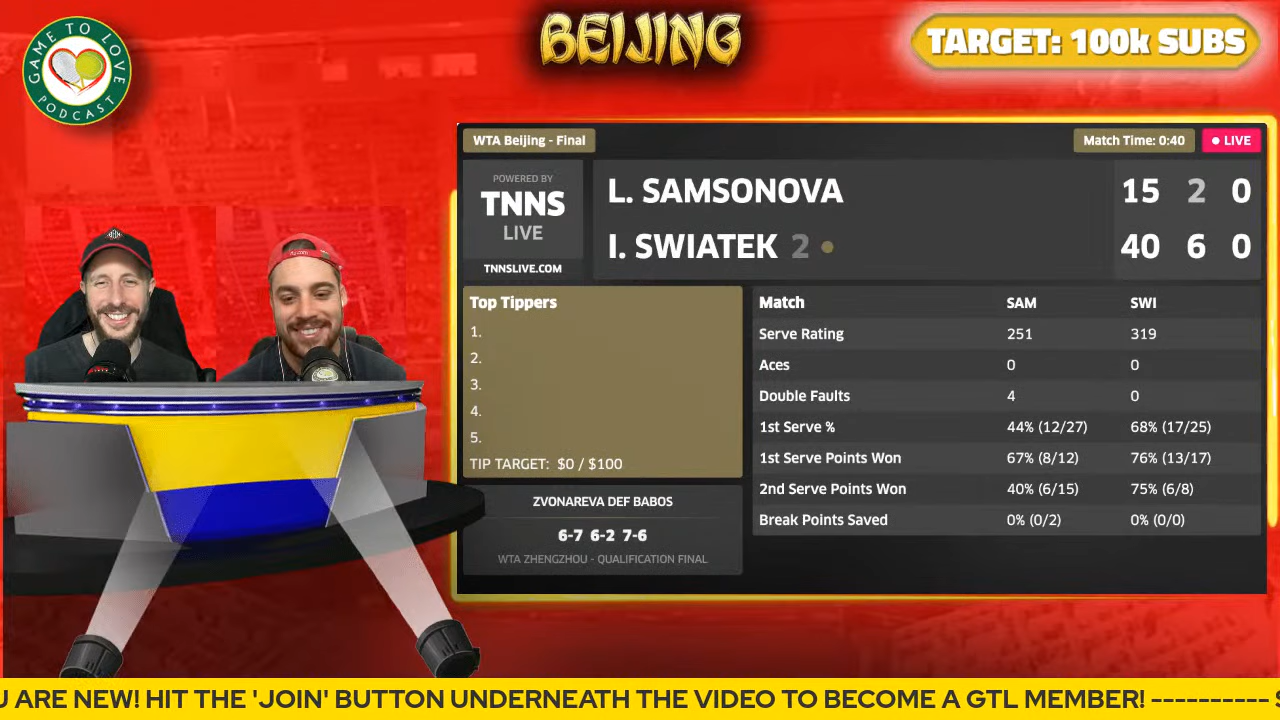 GAME TO LOVE
PODCAST
BEIJING
TARGET: 100k SUBS
WTA Beijing - Final
Match Time: 0:40
LIVE
POWERED BY
TNNS
LIVE
TNNSLIVE.COM
L. SAMSONOVA 15 2 0
I. SWIATEK 2 40 6 0
Top Tippers
1.
2.
3.
4.
5.
TIP TARGET: $0 / $100
ZVONAREVA DEF BABOS
6-7 6-2 7-6
WTA ZHENGZHOU - QUALIFICATION FINAL
Match SAM SWI
Serve Rating 251 319
Aces 0 0
Double Faults 4 0
1st Serve % 44% (12/27) 68% (17/25)
1st Serve Points Won 67% (8/12) 76% (13/17)
2nd Serve Points Won 40% (6/15) 75% (6/8)
Break Points Saved 0% (0/2) 0% (0/0)
U ARE NEW! HIT THE 'JOIN' BUTTON UNDERNEATH THE VIDEO TO BECOME A GTL MEMBER! ---------- S